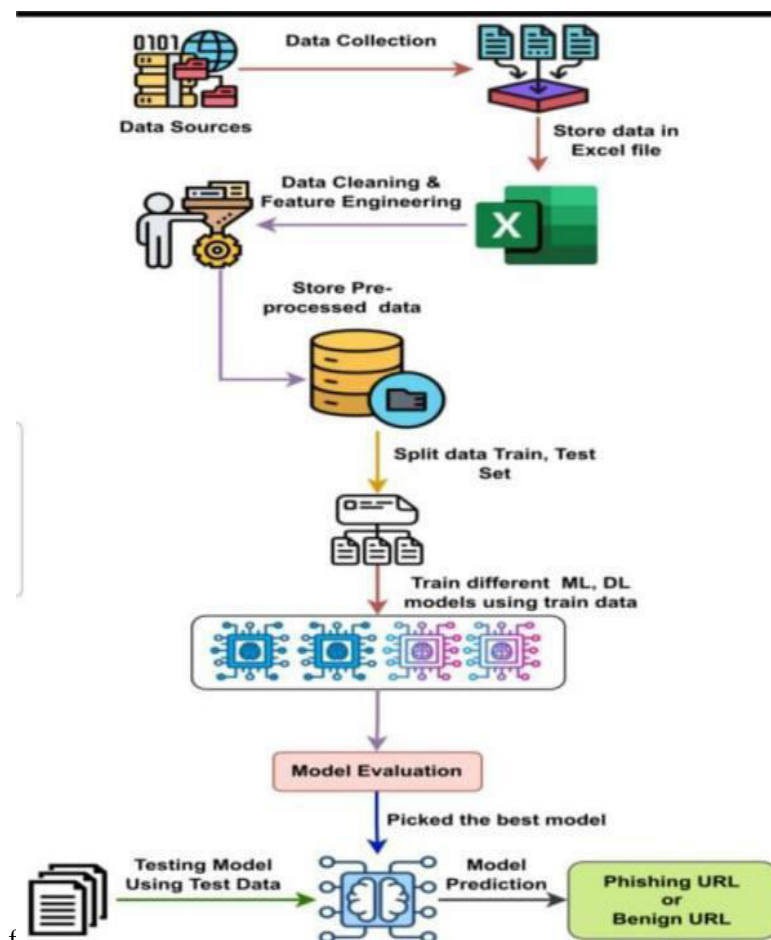 0101
Data Collection
Data Sources
Store data in
Excel file
Data Cleaning &
Feature Engineering
X
Store Pre-
processed data
Split data Train, Test
Set
Train different ML, DL
models using train data
Model Evaluation
Picked the best model
Testing Model
Using Test Data
Model
Prediction
Phishing URL
or
Benign URL
f